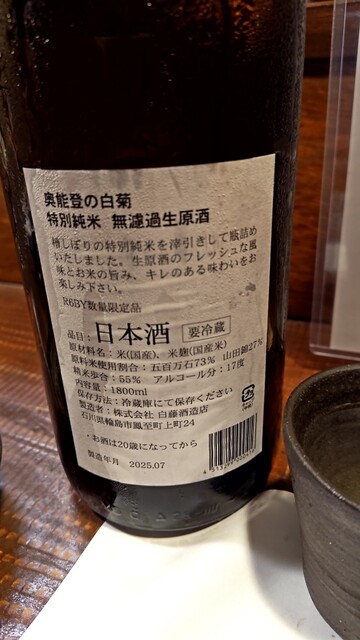 奥能登の白菊
特別純米 無濾過生原酒
槽しぼりの特別純米を滓引きして瓶詰め
いたしました。生原酒のフレッシュな風
味とお米の旨み、キレのある味わいをお
楽しみ下さい。
R6BY数量限定品
品目:日本酒 要冷蔵
原材料名:米(国産)、米麹(国産米)
原料米使用割合:五百万石73% 山田錦27%
精米歩合:55% アルコール分:17度
内容量:1800ml
保存方法:冷蔵庫にて保存ください
製造者:株式会社 白藤酒造店
石川県輪島市鳳至町上町24
・お酒は20歳になってから
製造年月 2025.07